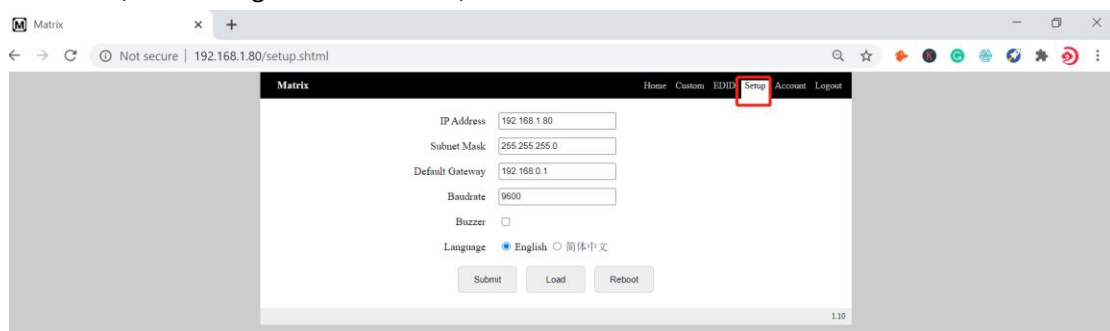 Matrix
Not secure | 192.168.1.80/setup.shtml
Matrix Home Custom EDID Setup Account Logout
IP Address 192.168.1.80
Subnet Mask 255.255.255.0
Default Gateway 192.168.0.1
Baudrate 9600
Buzzer
Language English 简体中文
Submit Load Reboot
1.10